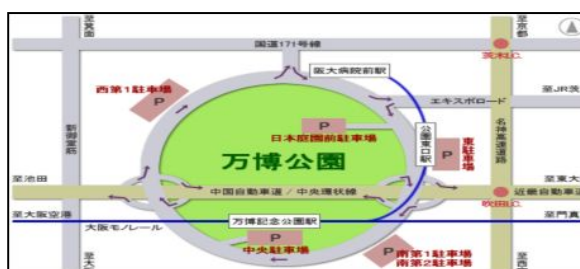 至箕面
至京都
国道171号線
茨木I.C.
阪大病院前駅
西第1駐車場
P
至JR茨
エキスポロード
新御堂筋
P
日本庭園前駐車場
公園東口駅
P
東駐車場
名神高速道路
万博公園
至池田
中国自動車道 / 中央環状線
至東大
近畿自動車
吹田I.C.
至大阪空港
万博記念公園駅
至門真
大阪モノレール
P
中央駐車場
P
南第1駐車場
南第2駐車場
至大
至西